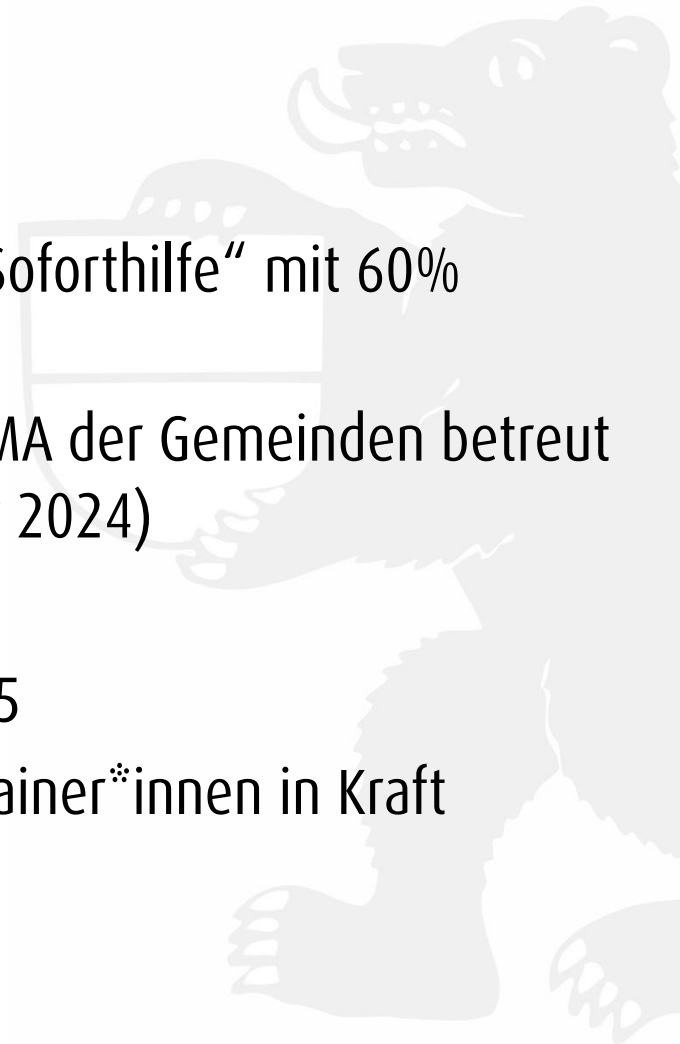 Soforthilfe“ mit 60%
MA der Gemeinden betreut
2024)
5
ainer*innen in Kraft